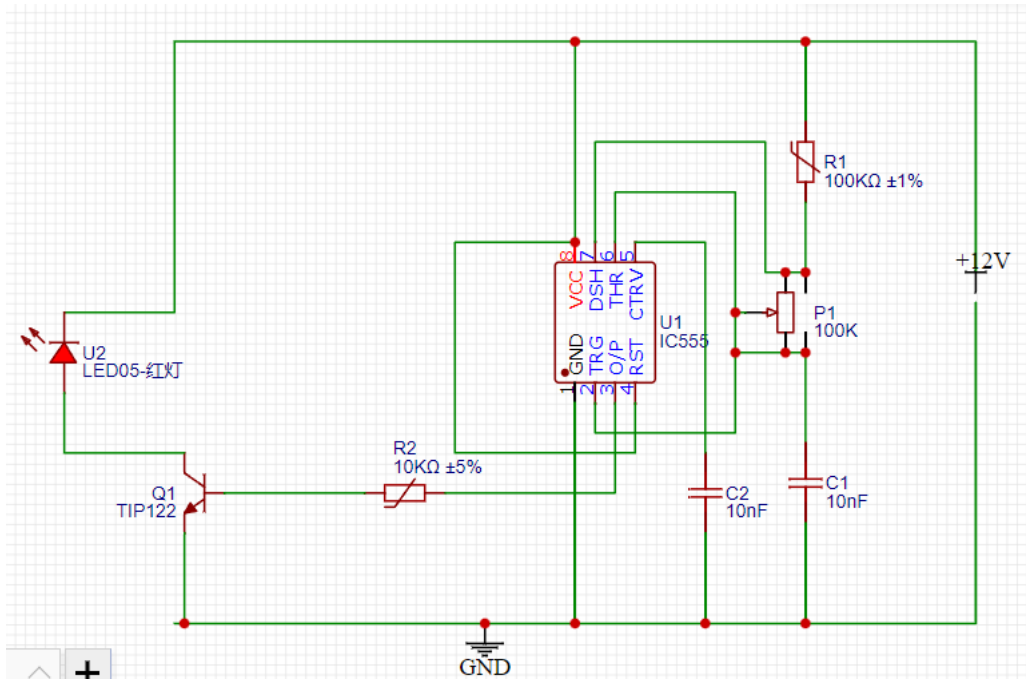 R1
100KΩ ±1%
+12V
8
7
6
5
VCC
DSH
THR
CTRV
U1
IC555
GND
TRG
O/P
RST
1
2
3
4
P1
100K
U2
LED05-红灯
R2
10KΩ ±5%
Q1
TIP122
C2
10nF
C1
10nF
GND
+